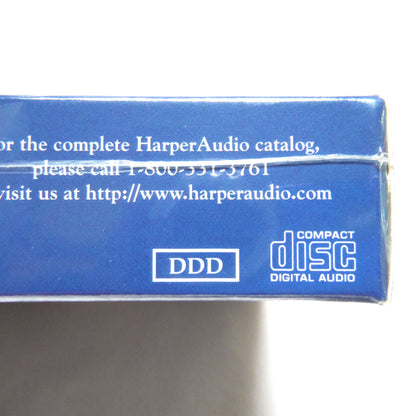 or the complete HarperAudio catalog,
please call 1-800-331-3761
visit us at http://www.harperaudio.com
DDD
COMPACT
disc
DIGITAL AUDIO